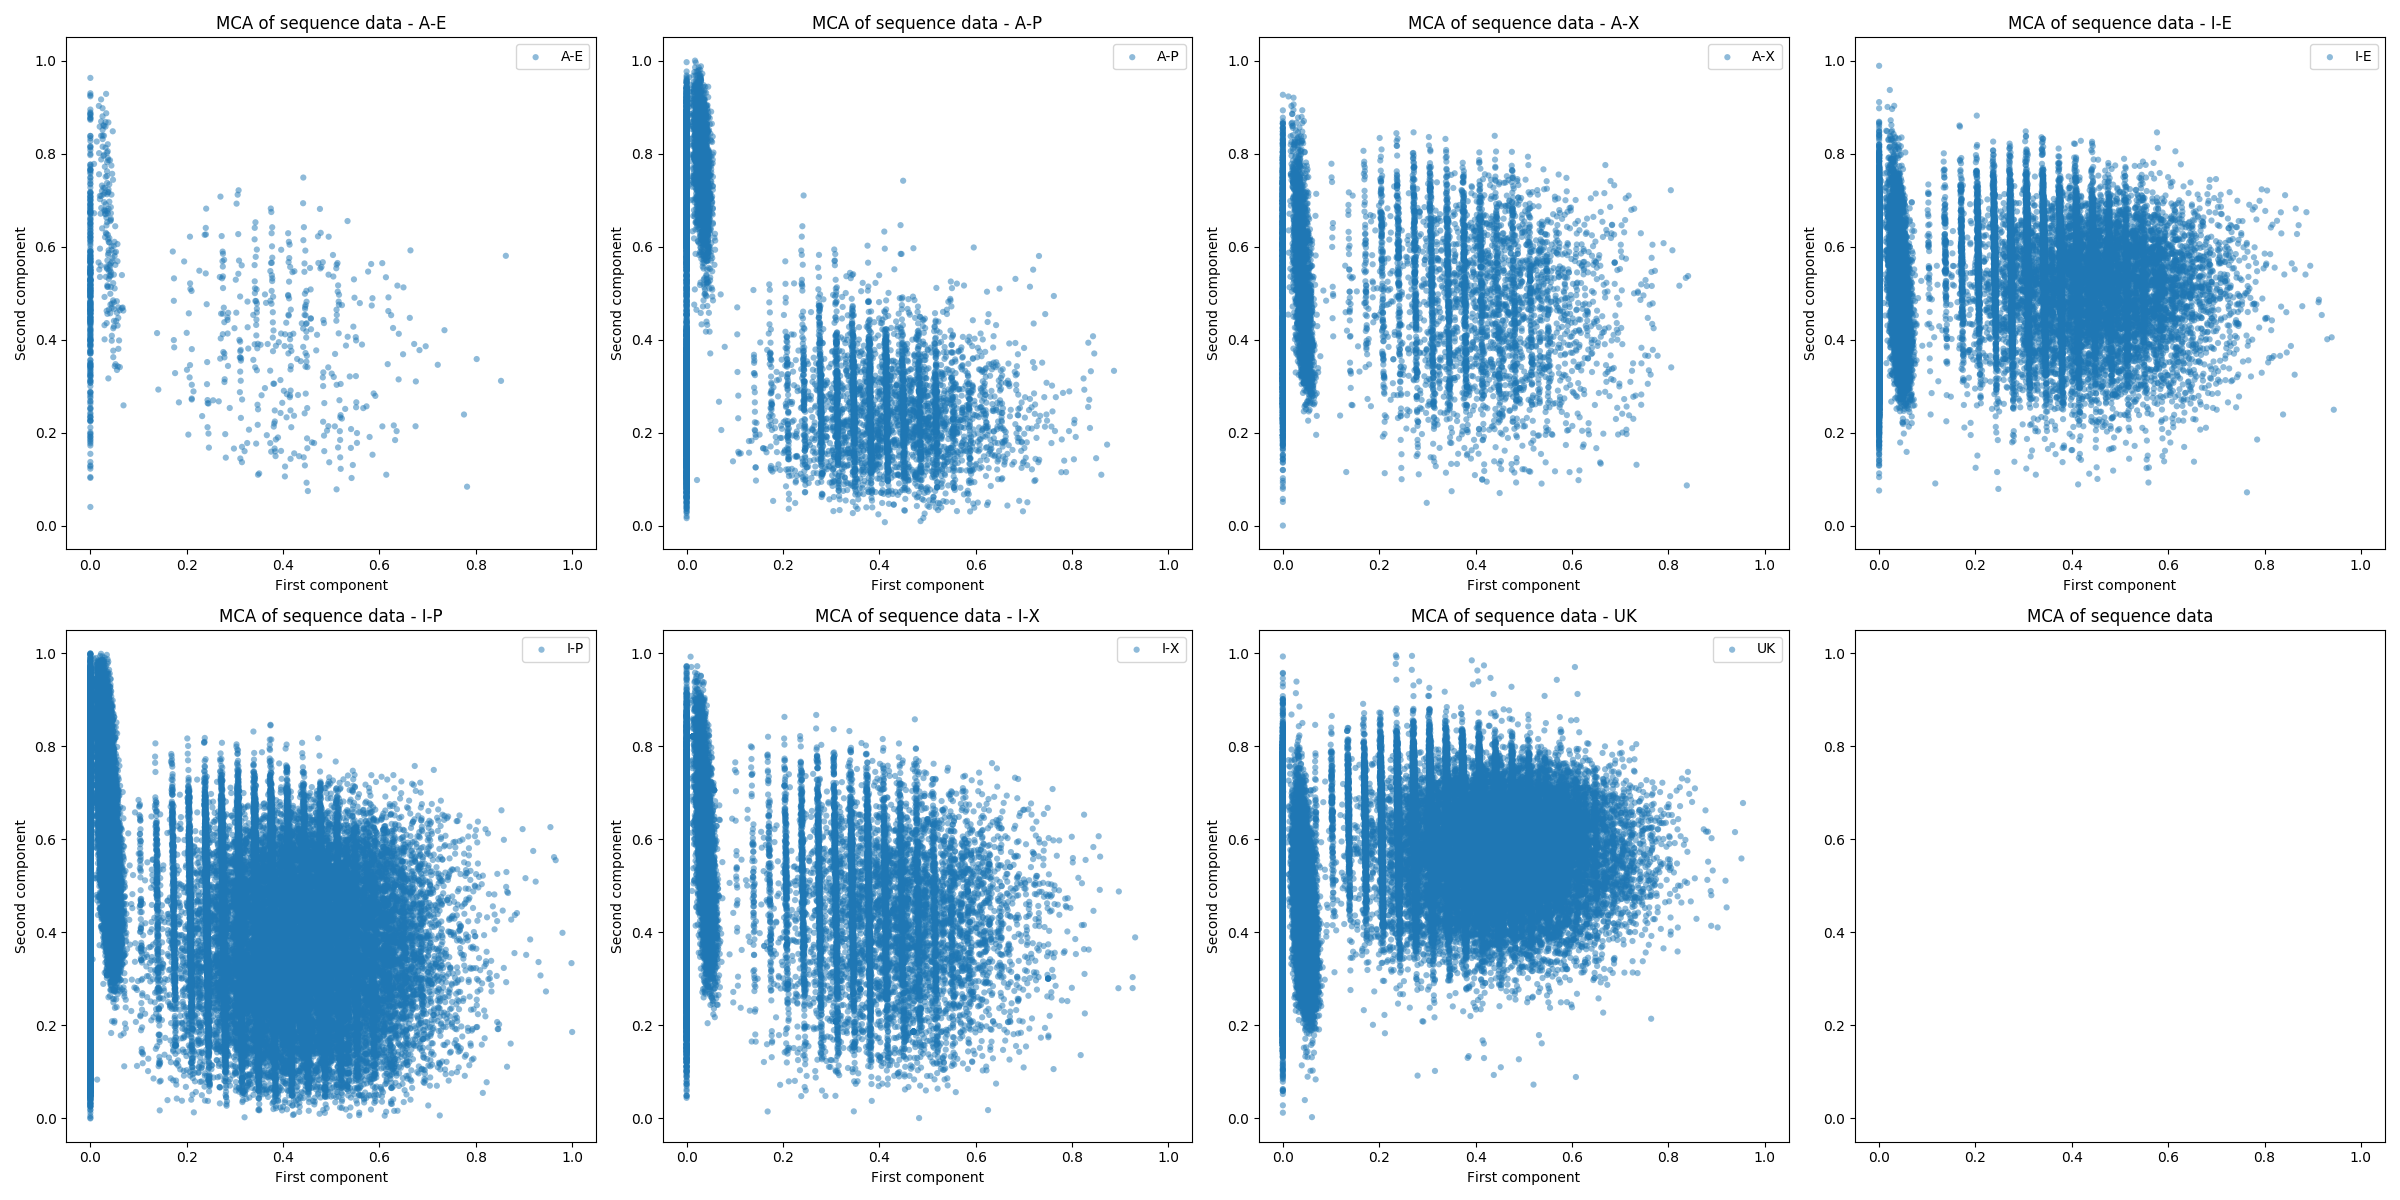 MCA of sequence data - A-E
A-E
1.0
0.8
0.6
0.4
0.2
0.0
Second component
0.0 0.2 0.4 0.6 0.8 1.0
First component
MCA of sequence data - A-P
A-P
1.0
0.8
0.6
0.4
0.2
0.0
Second component
0.0 0.2 0.4 0.6 0.8 1.0
First component
MCA of sequence data - A-X
A-X
1.0
0.8
0.6
0.4
0.2
0.0
Second component
0.0 0.2 0.4 0.6 0.8 1.0
First component
MCA of sequence data - I-E
I-E
1.0
0.8
0.6
0.4
0.2
0.0
Second component
0.0 0.2 0.4 0.6 0.8 1.0
First component
MCA of sequence data - I-P
I-P
1.0
0.8
0.6
0.4
0.2
0.0
Second component
0.0 0.2 0.4 0.6 0.8 1.0
First component
MCA of sequence data - I-X
I-X
1.0
0.8
0.6
0.4
0.2
0.0
Second component
0.0 0.2 0.4 0.6 0.8 1.0
First component
MCA of sequence data - UK
UK
1.0
0.8
0.6
0.4
0.2
0.0
Second component
0.0 0.2 0.4 0.6 0.8 1.0
First component
MCA of sequence data
1.0
0.8
0.6
0.4
0.2
0.0
0.0 0.2 0.4 0.6 0.8 1.0